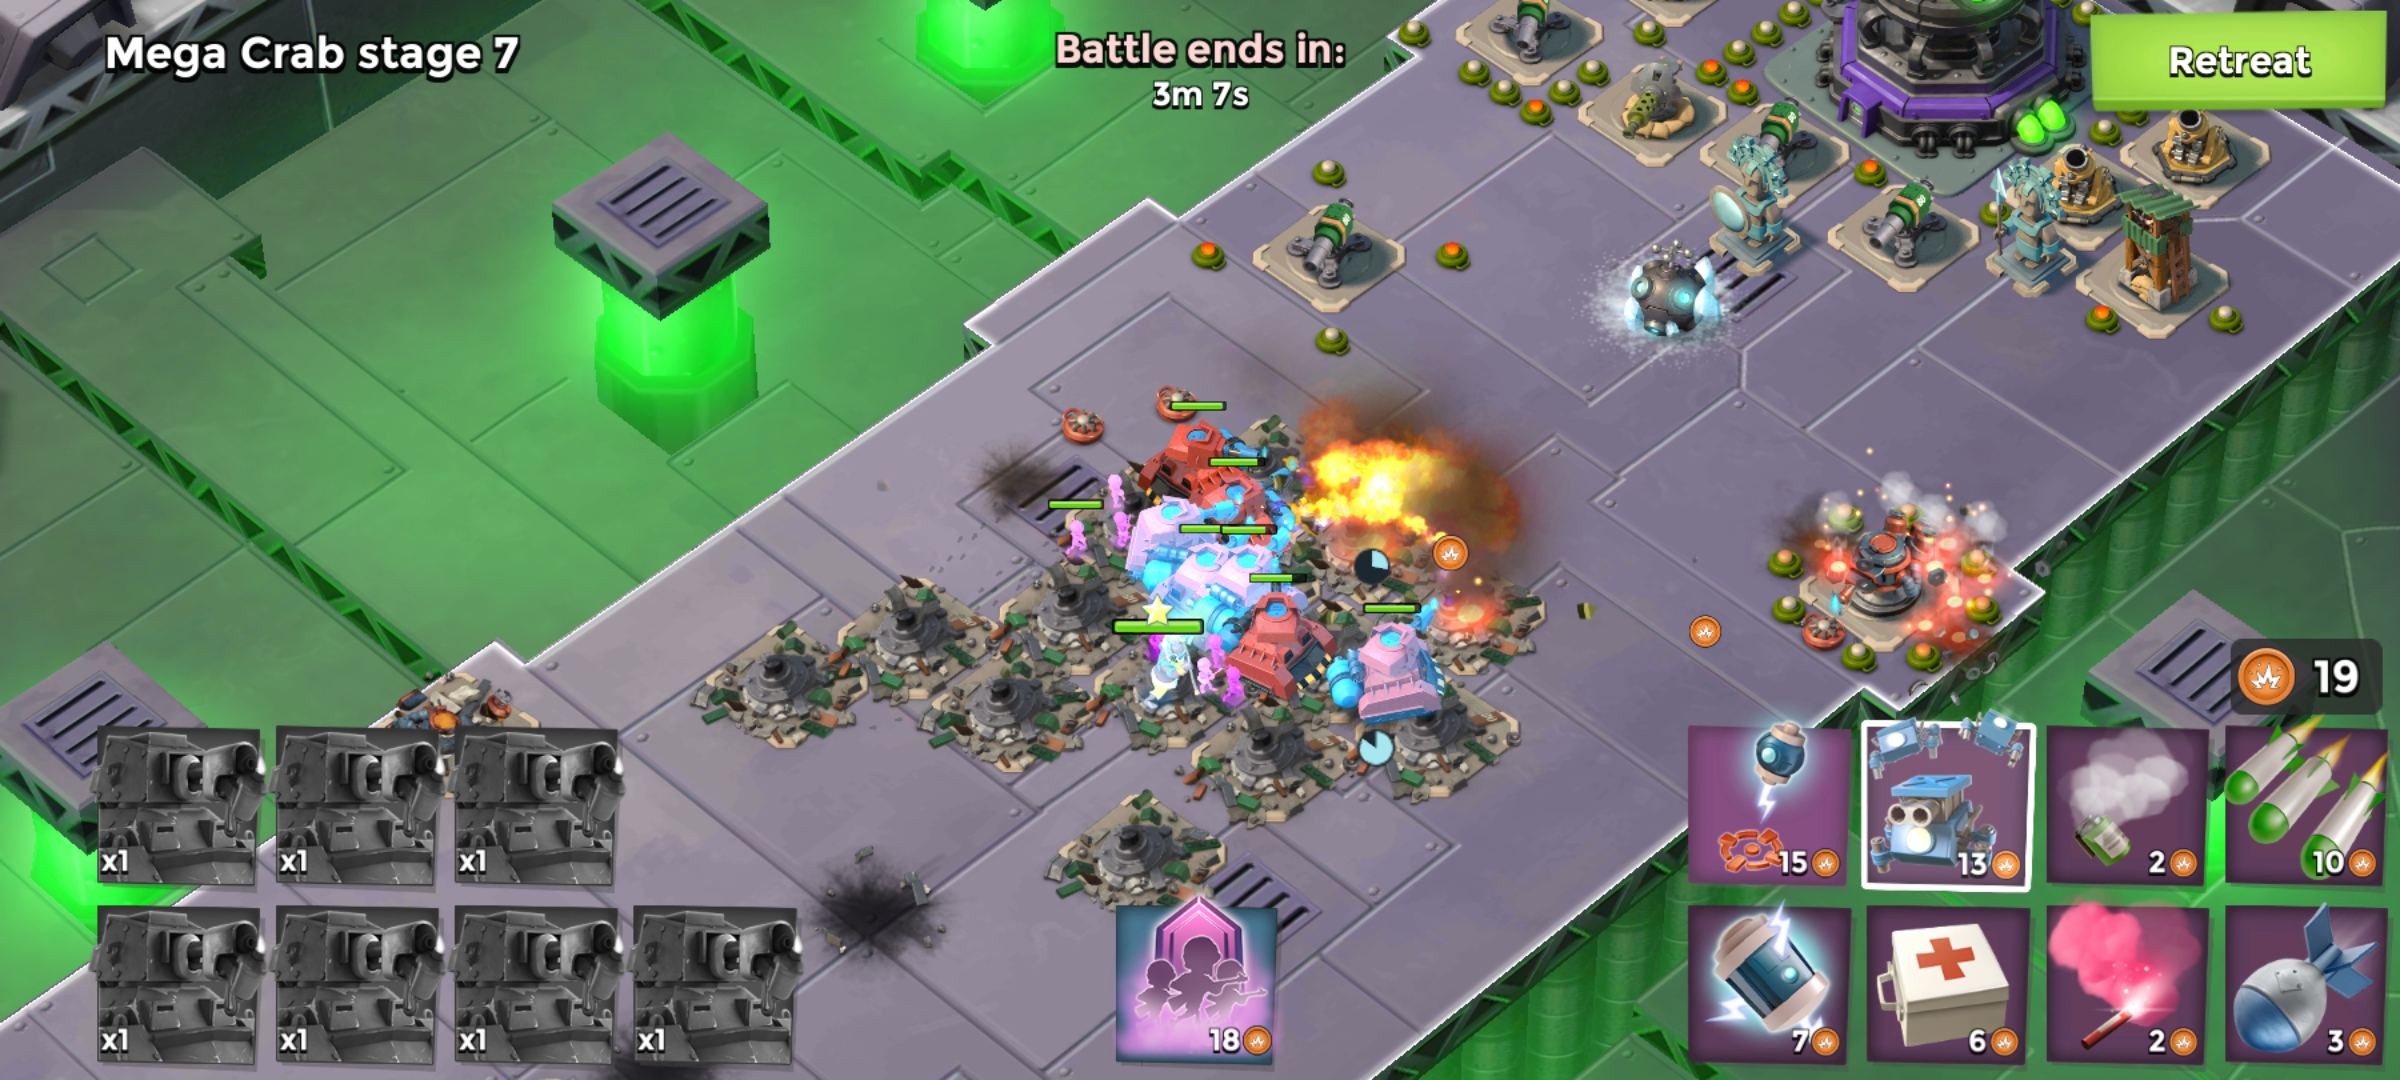 Mega Crab stage 7
Battle ends in:
3m 7s
Retreat
19
x1
x1
x1
15
13
2
10
x1
x1
x1
x1
18
7
6
2
3